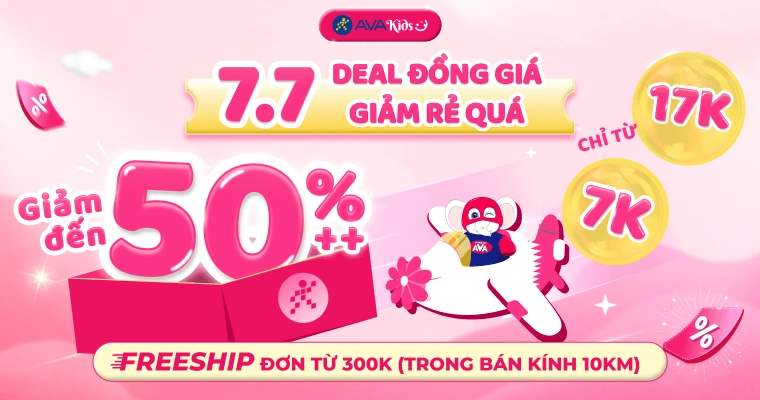 AVAKids
7.7
DEAL ĐỒNG GIÁ
GIẢM RẺ QUÁ
CHỈ TỪ
17K
7K
Giảm
đến
50%
++
%
AVA
%
FREESHIP ĐƠN TỪ 300K (TRONG BÁN KÍNH 10KM)